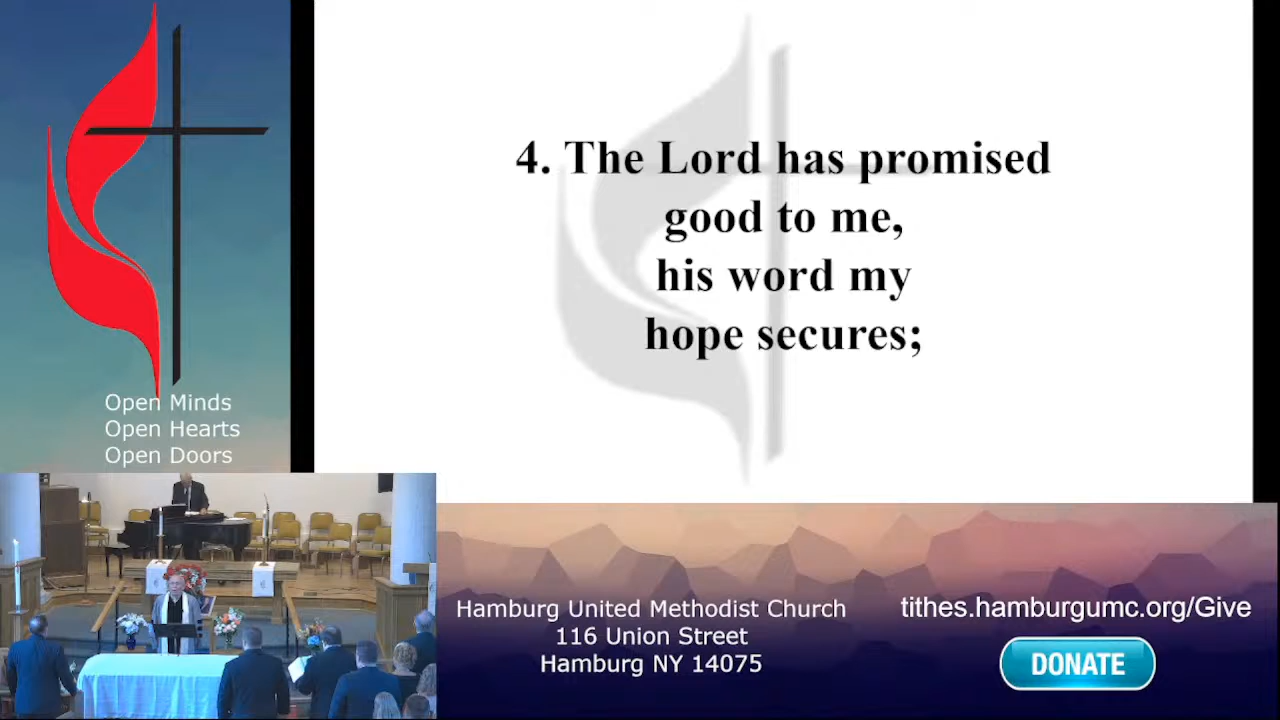 4. The Lord has promised
good to me,
his word my
hope secures;
Open Minds
Open Hearts
Open Doors
Hamburg United Methodist Church
116 Union Street
Hamburg NY 14075
tithes.hamburgumc.org/Give
DONATE